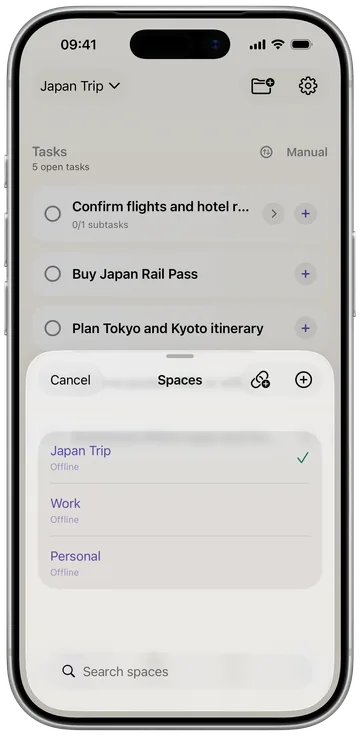 09:41
Japan Trip
Tasks
Manual
5 open tasks
Confirm flights and hotel r...
0/1 subtasks
Buy Japan Rail Pass
Plan Tokyo and Kyoto itinerary
Cancel
Spaces
Japan Trip
Offline
Work
Offline
Personal
Offline
Search spaces